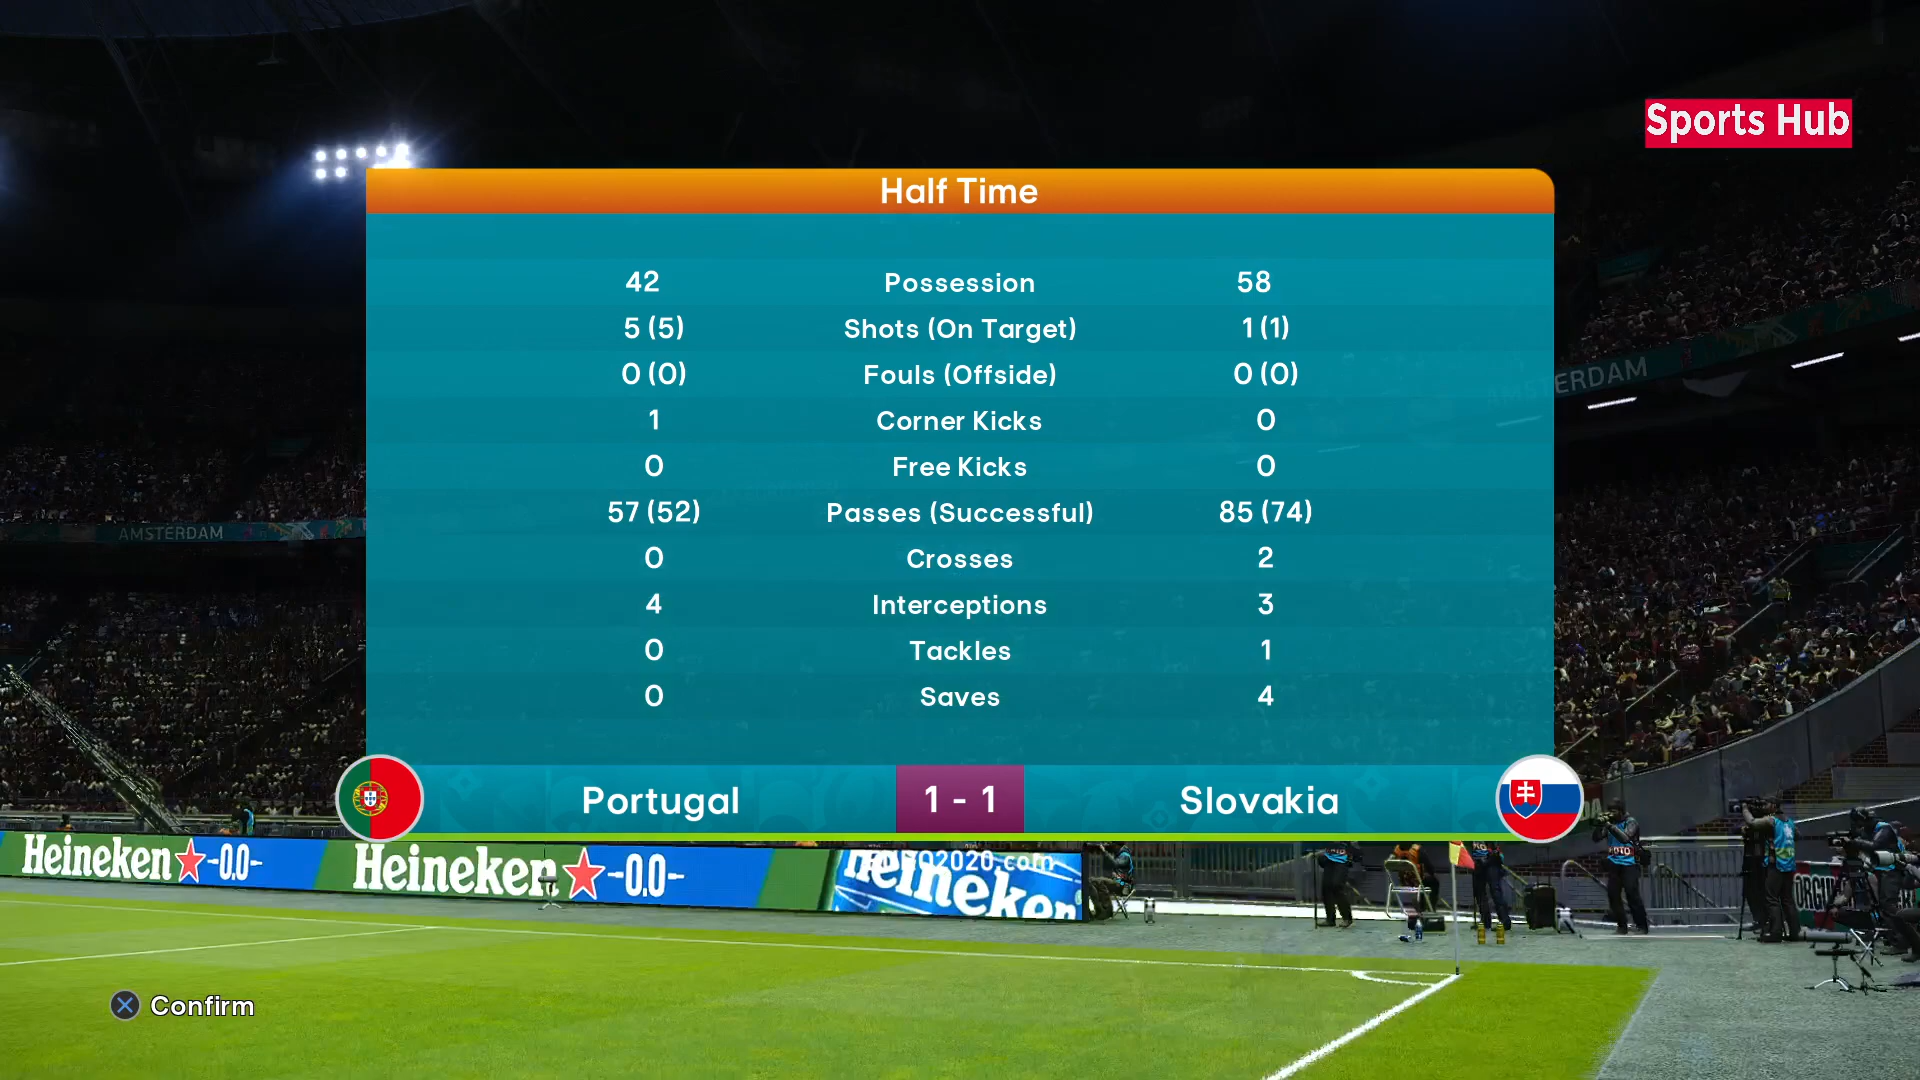 Sports Hub
Half Time
42 Possession 58
5 (5) Shots (On Target) 1 (1)
0 (0) Fouls (Offside) 0 (0)
1 Corner Kicks 0
0 Free Kicks 0
57 (52) Passes (Successful) 85 (74)
0 Crosses 2
4 Interceptions 3
0 Tackles 1
0 Saves 4
Portugal 1 - 1 Slovakia
AMSTERDAM
AMSTERDAM
Heineken 0.0
Heineken 0.0
Heineken
Confirm